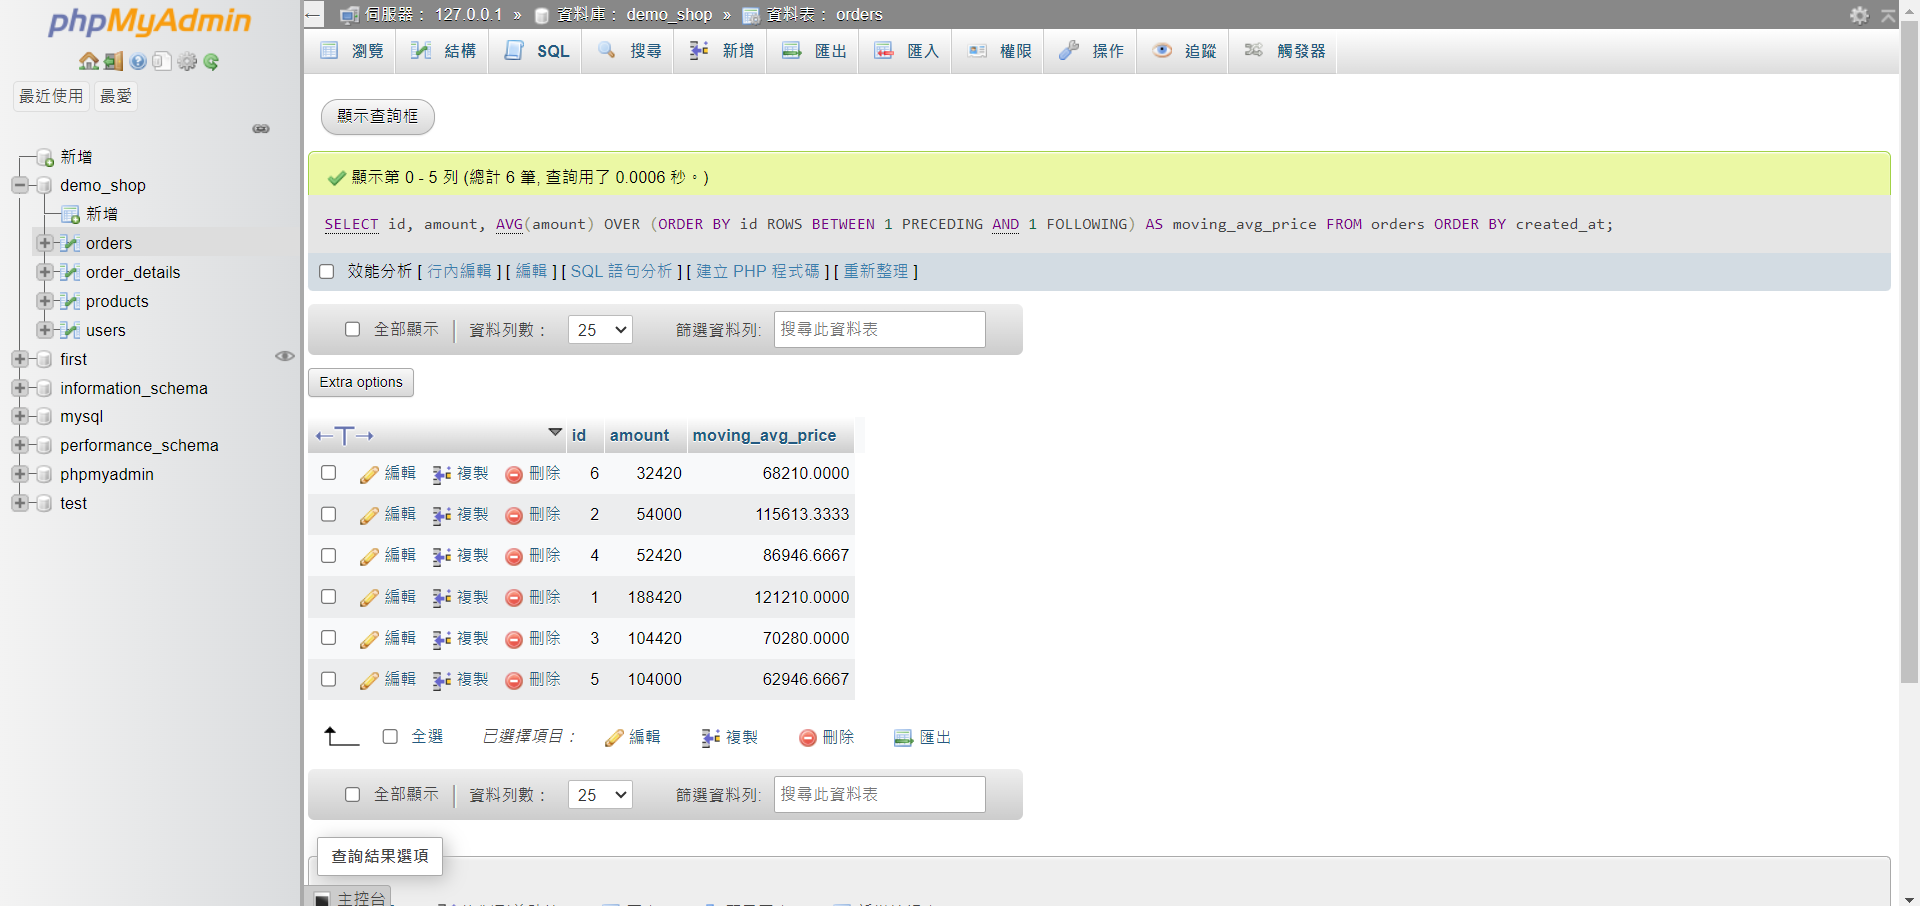 phpMyAdmin
最近使用 最愛
新增
demo_shop
新增
orders
order_details
products
users
first
information_schema
mysql
performance_schema
phpmyadmin
test
伺服器： 127.0.0.1 » 資料庫： demo_shop » 資料表： orders
瀏覽 結構 SQL 搜尋 新增 匯出 匯入 權限 操作 追蹤 觸發器
顯示查詢框
顯示第 0 - 5 列 (總計 6 筆, 查詢用了 0.0006 秒。)
SELECT id, amount, AVG(amount) OVER (ORDER BY id ROWS BETWEEN 1 PRECEDING AND 1 FOLLOWING) AS moving_avg_price FROM orders ORDER BY created_at;
效能分析 [ 行內編輯 ] [ 編輯 ] [ SQL 語句分析 ] [ 建立 PHP 程式碼 ] [ 重新整理 ]
全部顯示 資料列數： 25 篩選資料列: 搜尋此資料表
Extra options
←T→ id amount moving_avg_price
編輯 複製 刪除 6 32420 68210.0000
編輯 複製 刪除 2 54000 115613.3333
編輯 複製 刪除 4 52420 86946.6667
編輯 複製 刪除 1 188420 121210.0000
編輯 複製 刪除 3 104420 70280.0000
編輯 複製 刪除 5 104000 62946.6667
全選 已選擇項目： 編輯 複製 刪除 匯出
全部顯示 資料列數： 25 篩選資料列: 搜尋此資料表
查詢結果選項
主控台